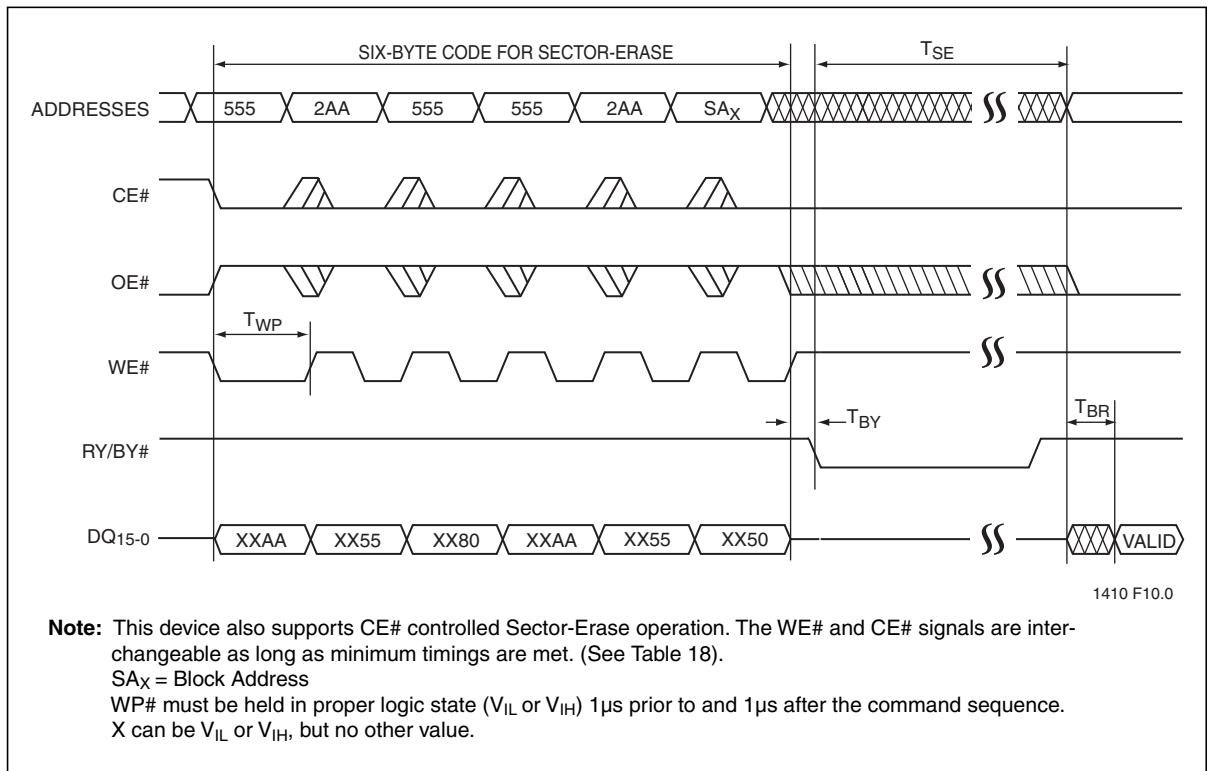 SIX-BYTE CODE FOR SECTOR-ERASE TSE
ADDRESSES 555 2AA 555 555 2AA SAX
CE#
OE#
TWP
WE#
TBY TBR
RY/BY#
DQ15-0 XXAA XX55 XX80 XXAA XX55 XX50 VALID
1410 F10.0
Note: This device also supports CE# controlled Sector-Erase operation. The WE# and CE# signals are inter-
changeable as long as minimum timings are met. (See Table 18).
SAX = Block Address
WP# must be held in proper logic state (VIL or VIH) 1µs prior to and 1µs after the command sequence.
X can be VIL or VIH, but no other value.